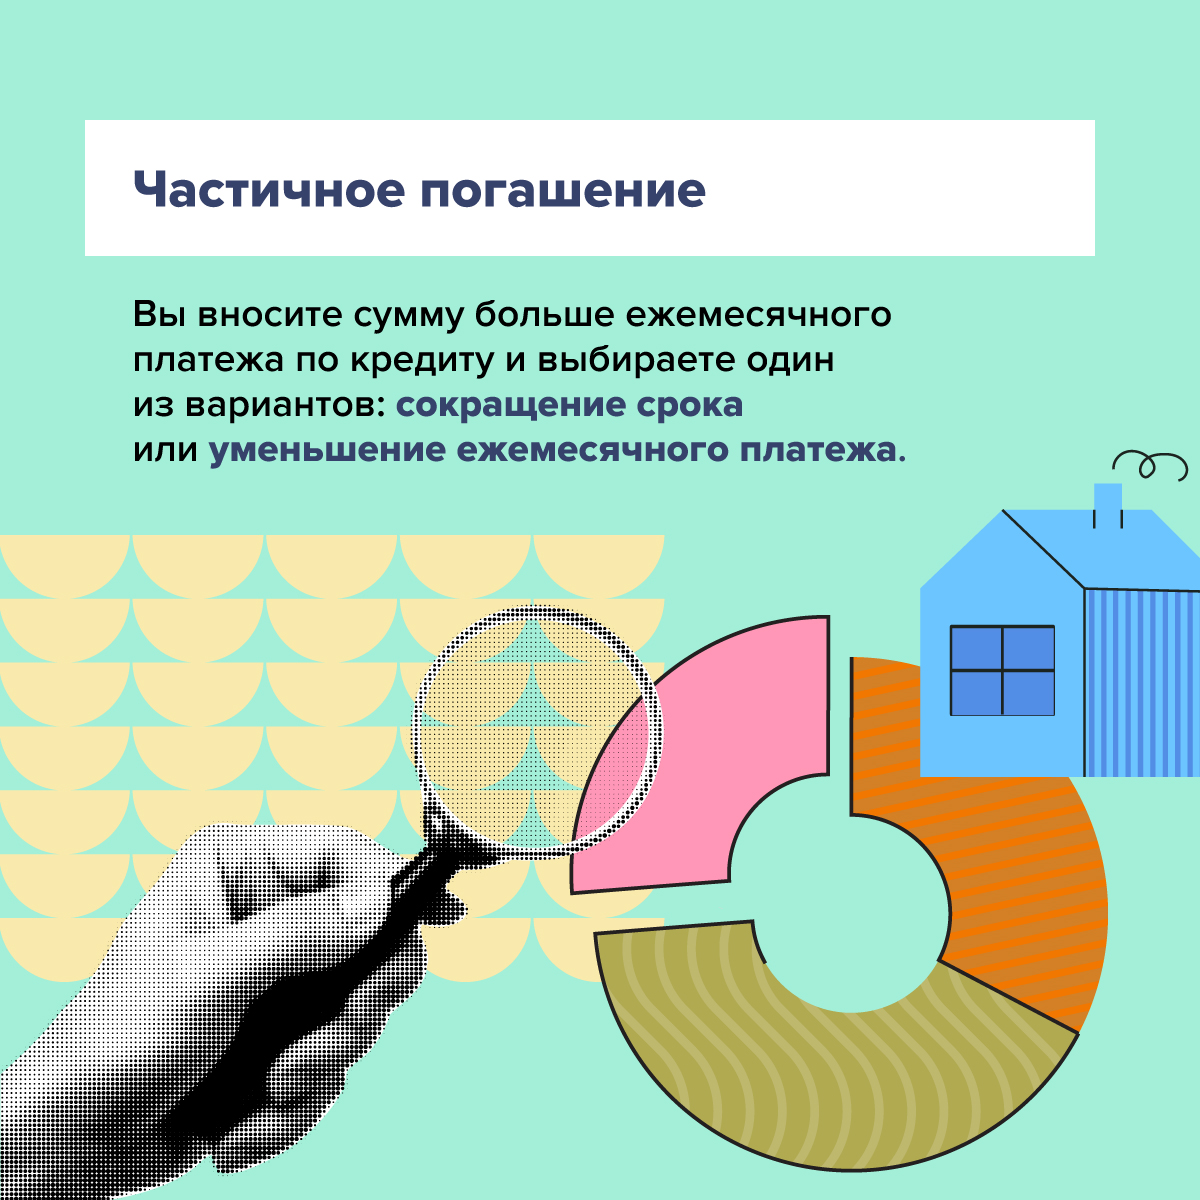 Частичное погашение
Вы вносите сумму больше ежемесячного
платежа по кредиту и выбираете один
из вариантов: сокращение срока
или уменьшение ежемесячного платежа.